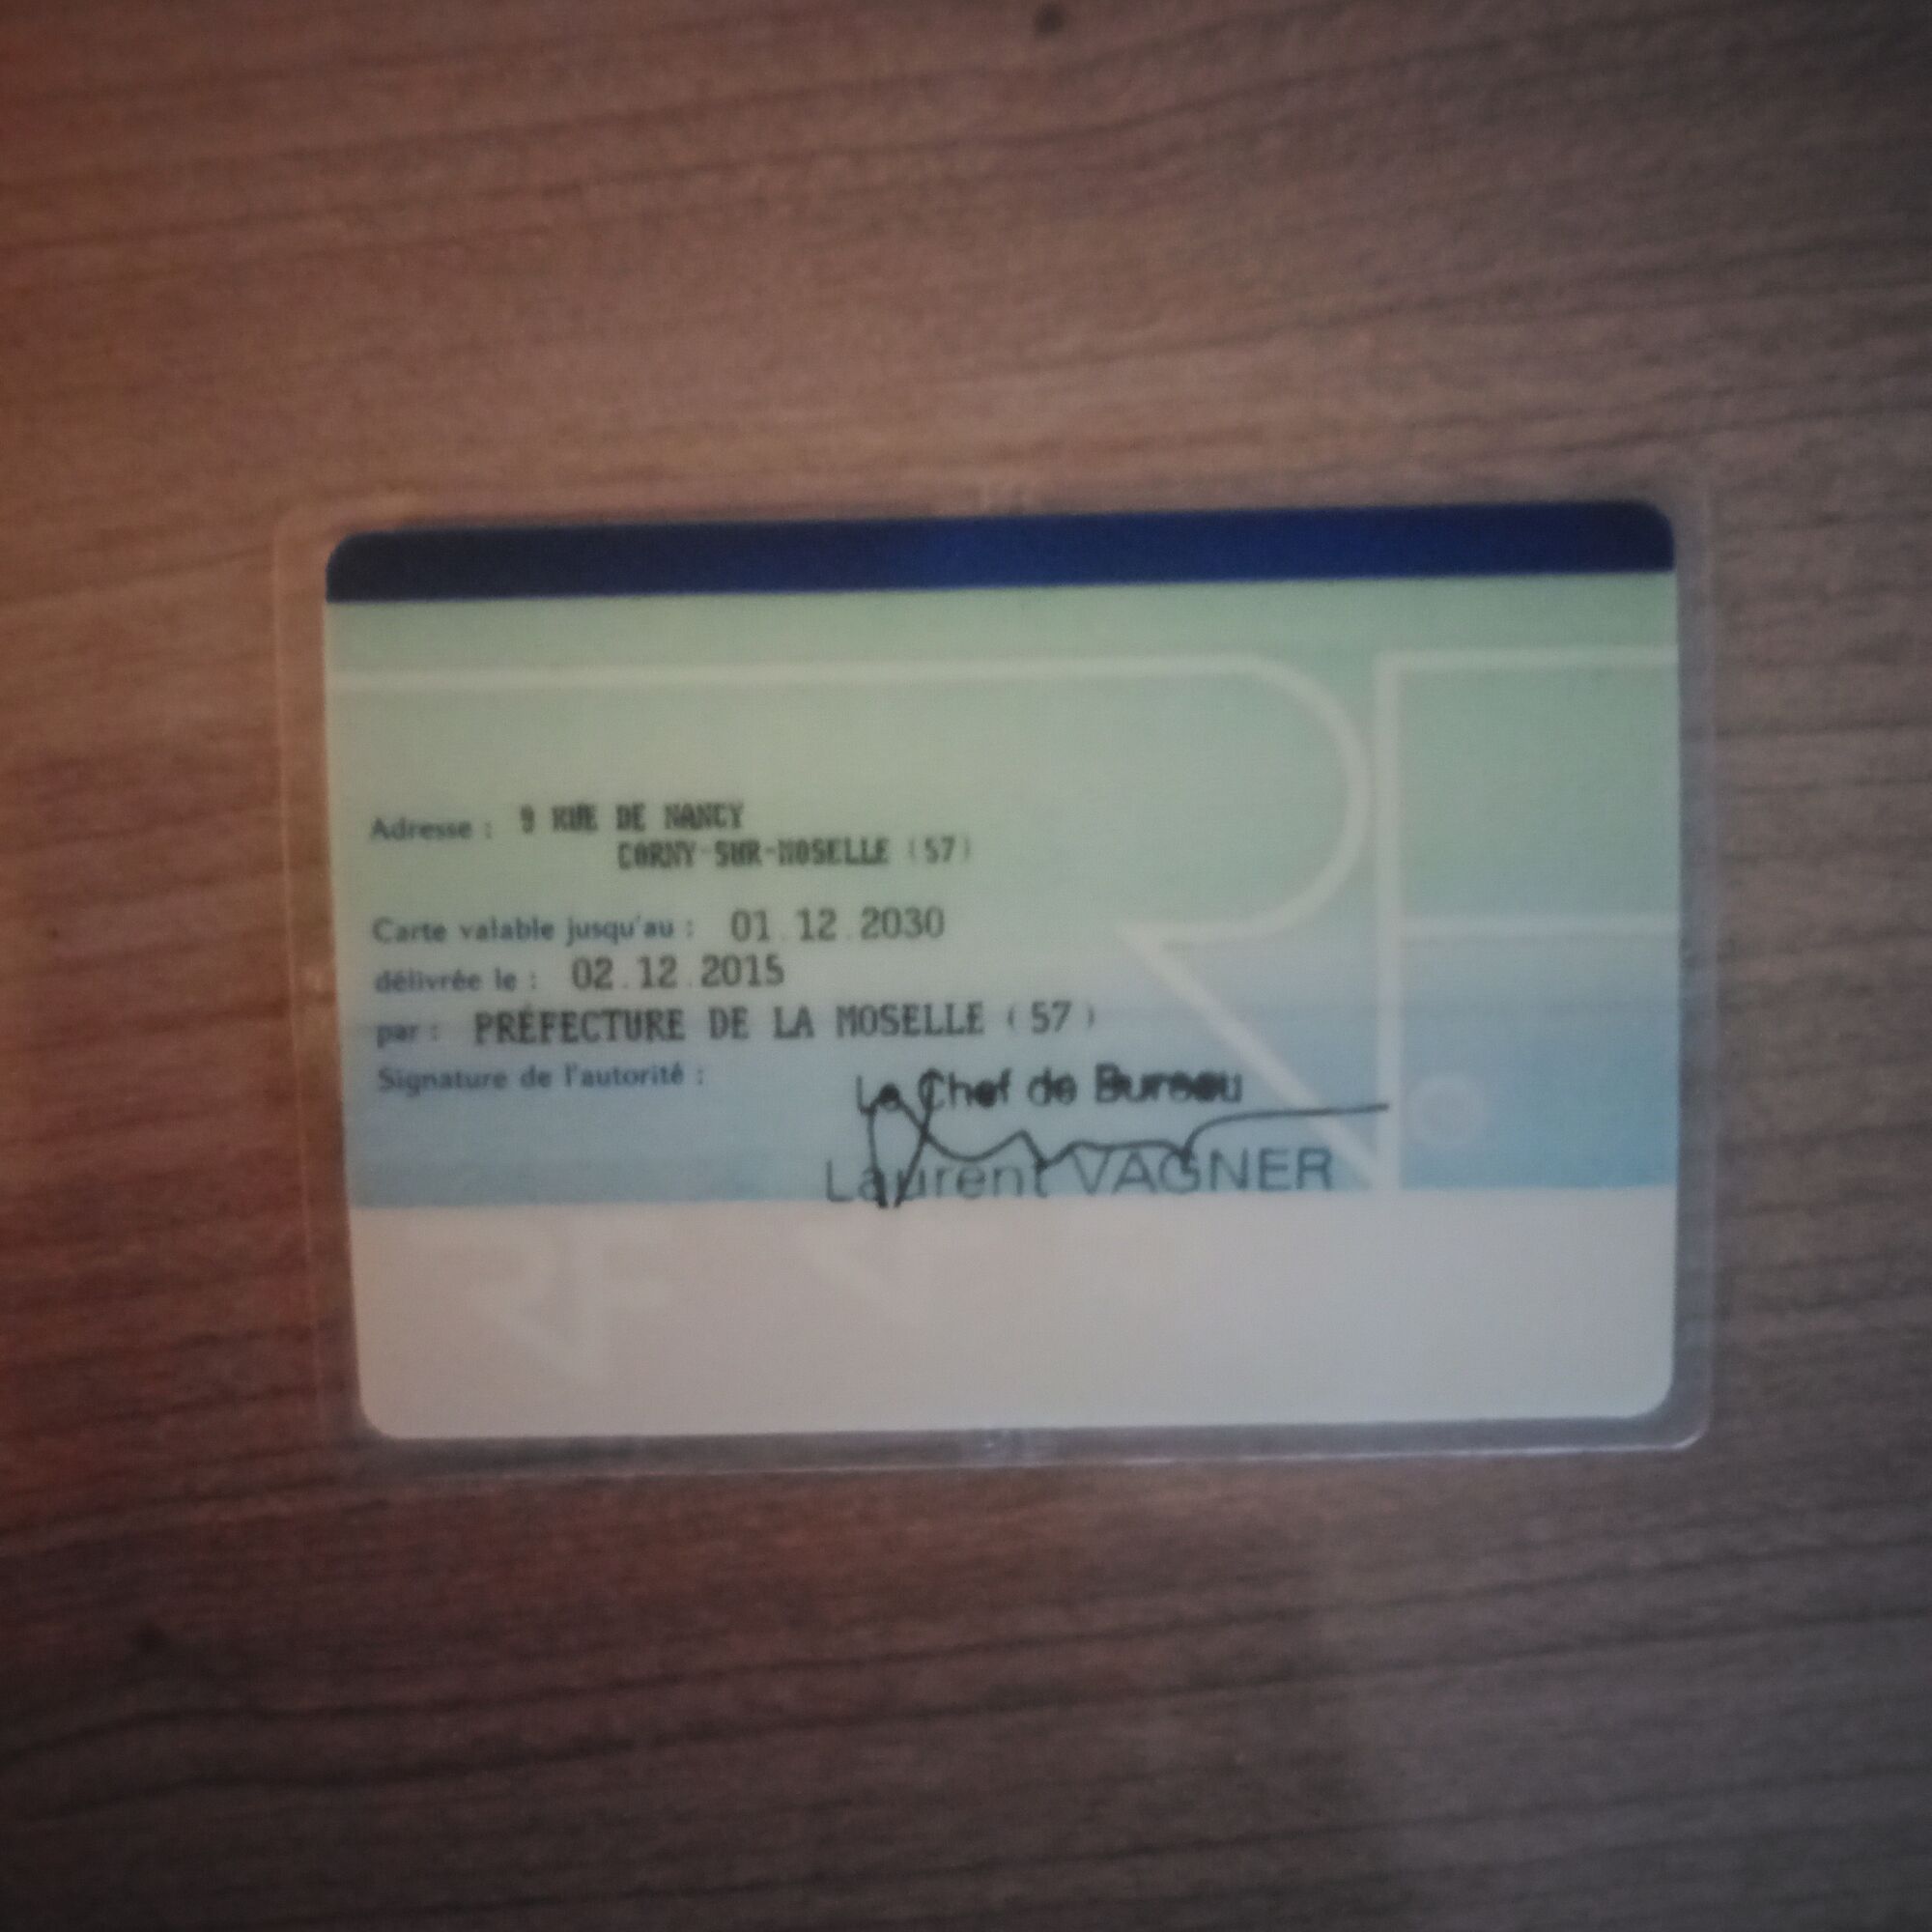 Adresse : 9 RUE DE NANCY
CORNY-SUR-MOSELLE (57)
Carte valable jusqu'au : 01.12.2030
délivrée le : 02.12.2015
par : PRÉFECTURE DE LA MOSELLE (57)
Signature de l'autorité :
Le Chef de Bureau
Laurent VAGNER
RF